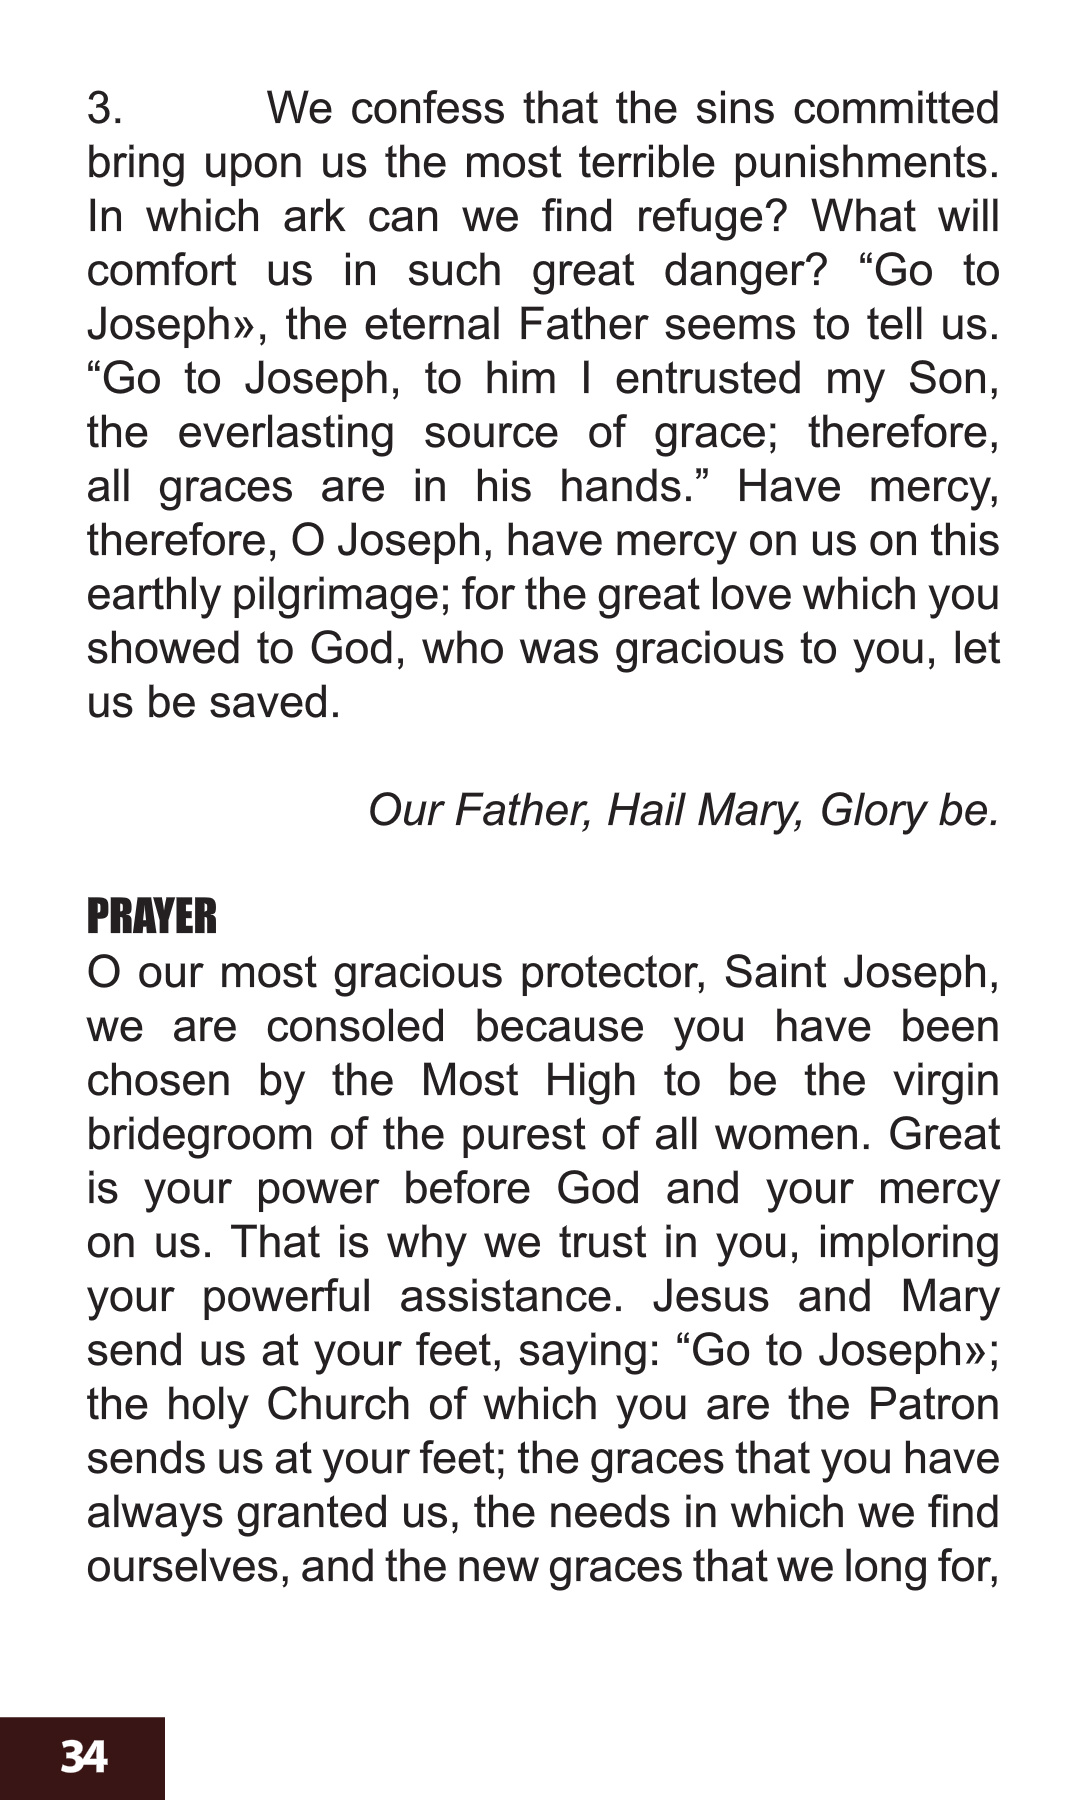 3. We confess that the sins committed
bring upon us the most terrible punishments.
In which ark can we find refuge? What will
comfort us in such great danger? “Go to
Joseph», the eternal Father seems to tell us.
“Go to Joseph, to him I entrusted my Son,
the everlasting source of grace; therefore,
all graces are in his hands.” Have mercy,
therefore, O Joseph, have mercy on us on this
earthly pilgrimage; for the great love which you
showed to God, who was gracious to you, let
us be saved.
Our Father, Hail Mary, Glory be.
PRAYER
O our most gracious protector, Saint Joseph,
we are consoled because you have been
chosen by the Most High to be the virgin
bridegroom of the purest of all women. Great
is your power before God and your mercy
on us. That is why we trust in you, imploring
your powerful assistance. Jesus and Mary
send us at your feet, saying: “Go to Joseph»;
the holy Church of which you are the Patron
sends us at your feet; the graces that you have
always granted us, the needs in which we find
ourselves, and the new graces that we long for,
34